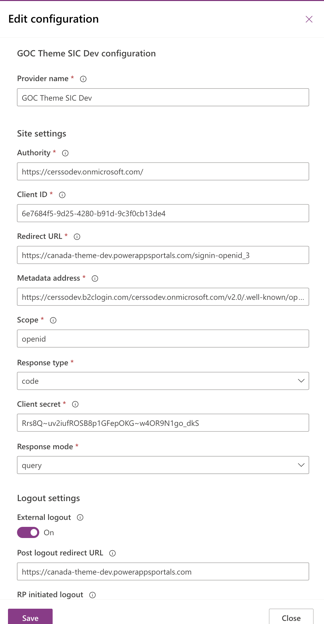 Edit configuration
GOC Theme SIC Dev configuration
Provider name *
GOC Theme SIC Dev
Site settings
Authority *
https://cerssodev.onmicrosoft.com/
Client ID *
6e7684f5-9d25-4280-b91d-9c3f0cb13de4
Redirect URL *
https://canada-theme-dev.powerappsportals.com/signin-openid_3
Metadata address *
https://cerssodev.b2clogin.com/cerssodev.onmicrosoft.com/v2.0/.well-known/op...
Scope *
openid
Response type *
code
Client secret *
Rrs8Q~uv2iufROSB8p1GFepOKG~w4OR9N1go_dkS
Response mode *
query
Logout settings
External logout
On
Post logout redirect URL
https://canada-theme-dev.powerappsportals.com
RP initiated logout
Save
Close